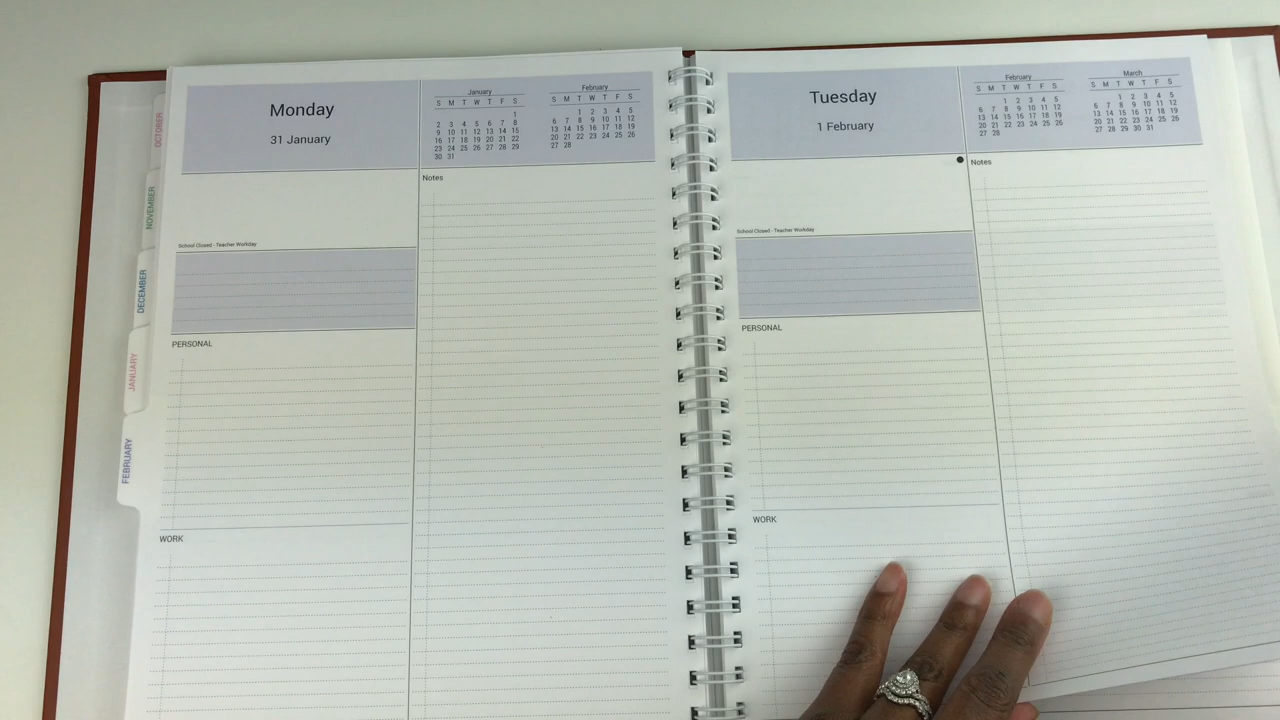 OCTOBER
NOVEMBER
DECEMBER
JANUARY
FEBRUARY
Monday
31 January
January
S M T W T F S
1
2 3 4 5 6 7 8
9 10 11 12 13 14 15
16 17 18 19 20 21 22
23 24 25 26 27 28 29
30 31
February
S M T W T F S
1 2 3 4 5
6 7 8 9 10 11 12
13 14 15 16 17 18 19
20 21 22 23 24 25 26
27 28
School Closed - Teacher Workday
PERSONAL
WORK
Notes
Tuesday
1 February
February
S M T W T F S
1 2 3 4 5
6 7 8 9 10 11 12
13 14 15 16 17 18 19
20 21 22 23 24 25 26
27 28
March
S M T W T F S
1 2 3 4 5
6 7 8 9 10 11 12
13 14 15 16 17 18 19
20 21 22 23 24 25 26
27 28 29 30 31
School Closed - Teacher Workday
PERSONAL
WORK
Notes